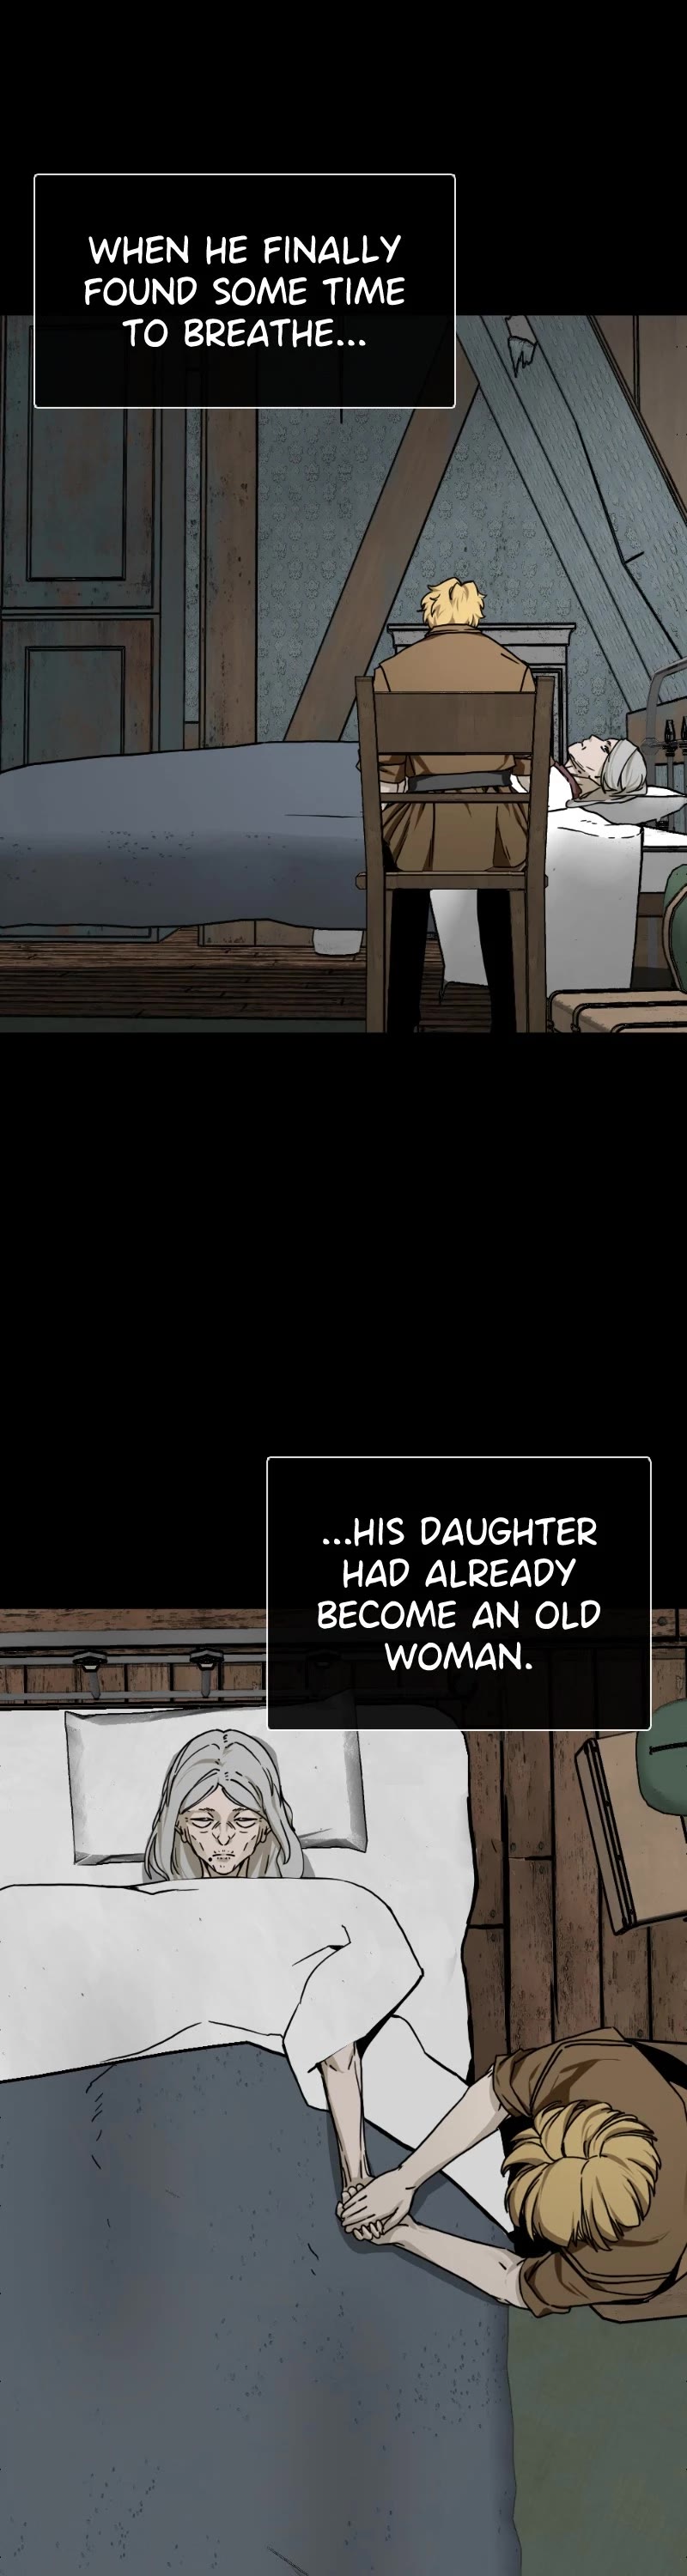 WHEN HE FINALLY
FOUND SOME TIME
TO BREATHE...
...HIS DAUGHTER
HAD ALREADY
BECOME AN OLD
WOMAN.